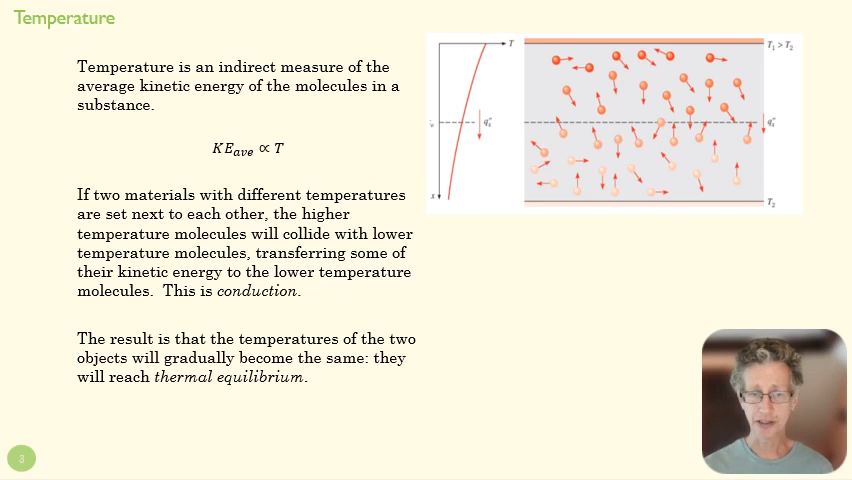 Temperature
Temperature is an indirect measure of the
average kinetic energy of the molecules in a
substance.
KE_ave ∝ T
If two materials with different temperatures
are set next to each other, the higher
temperature molecules will collide with lower
temperature molecules, transferring some of
their kinetic energy to the lower temperature
molecules. This is conduction.
The result is that the temperatures of the two
objects will gradually become the same: they
will reach thermal equilibrium.
T
T₁ > T₂
qₓ"
qₓ"
x
T₂
3